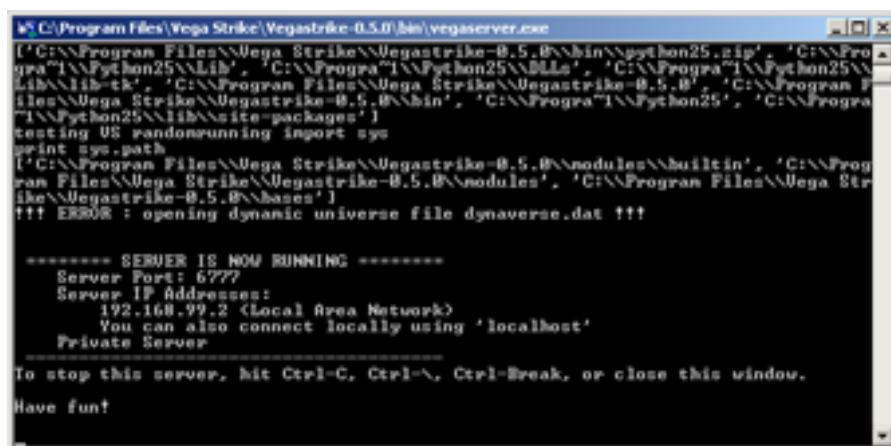 C:\Program Files\Vega Strike\Vegastrike-0.5.0\bin\vegaserver.exe
['C:\\Program Files\\Vega Strike\\Vegastrike-0.5.0\\bin\\python25.zip', 'C:\\Pro
gra~1\\Python25\\Lib', 'C:\\Progra~1\\Python25\\DLLs', 'C:\\Progra~1\\Python25\\
Lib\\lib-tk', 'C:\\Program Files\\Vega Strike\\Vegastrike-0.5.0', 'C:\\Program F
iles\\Vega Strike\\Vegastrike-0.5.0\\bin', 'C:\\Progra~1\\Python25', 'C:\\Progra
~1\\Python25\\lib\\site-packages']
testing VS randomrunning import sys
print sys.path
['C:\\Program Files\\Vega Strike\\Vegastrike-0.5.0\\modules\\builtin', 'C:\\Prog
ram Files\\Vega Strike\\Vegastrike-0.5.0\\modules', 'C:\\Program Files\\Vega Str
ike\\Vegastrike-0.5.0\\bases']
!!! ERROR : opening dynamic universe file dynaverse.dat !!!
-------- SERVER IS NOW RUNNING --------
Server Port: 6777
Server IP Addresses:
192.168.99.2 (Local Area Network)
You can also connect locally using 'localhost'
Private Server
---------------------------------------
To stop this server, hit Ctrl-C, Ctrl-\, Ctrl-Break, or close this window.
Have fun!